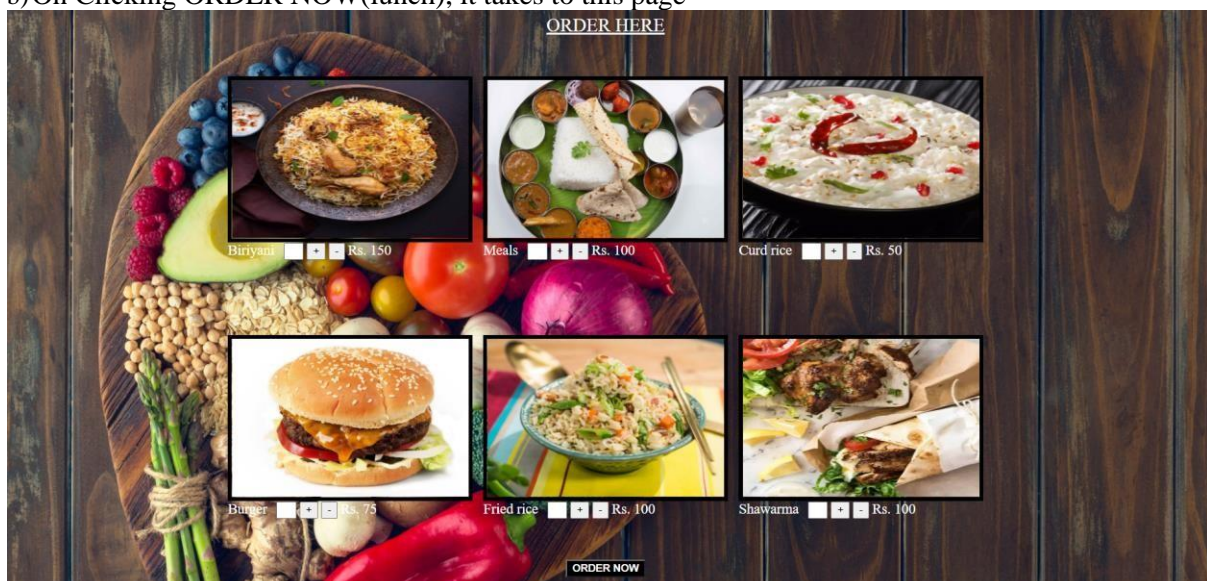 b)On Clicking ORDER NOW(lunch), it takes to this page
ORDER HERE
Biriyani + - Rs. 150
Meals + - Rs. 100
Curd rice + - Rs. 50
Burger + - Rs. 75
Fried rice + - Rs. 100
Shawarma + - Rs. 100
ORDER NOW